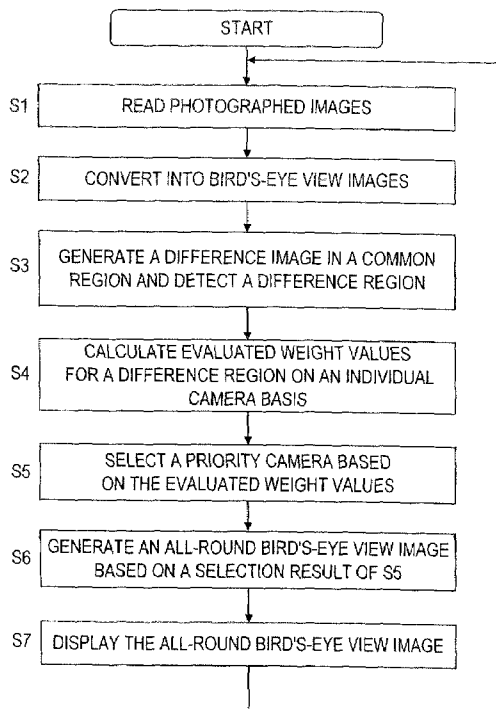 START
S1
READ PHOTOGRAPHED IMAGES
S2
CONVERT INTO BIRD'S-EYE VIEW IMAGES
S3
GENERATE A DIFFERENCE IMAGE IN A COMMON
REGION AND DETECT A DIFFERENCE REGION
S4
CALCULATE EVALUATED WEIGHT VALUES
FOR A DIFFERENCE REGION ON AN INDIVIDUAL
CAMERA BASIS
S5
SELECT A PRIORITY CAMERA BASED
ON THE EVALUATED WEIGHT VALUES
S6
GENERATE AN ALL-ROUND BIRD'S-EYE VIEW IMAGE
BASED ON A SELECTION RESULT OF S5
S7
DISPLAY THE ALL-ROUND BIRD'S-EYE VIEW IMAGE